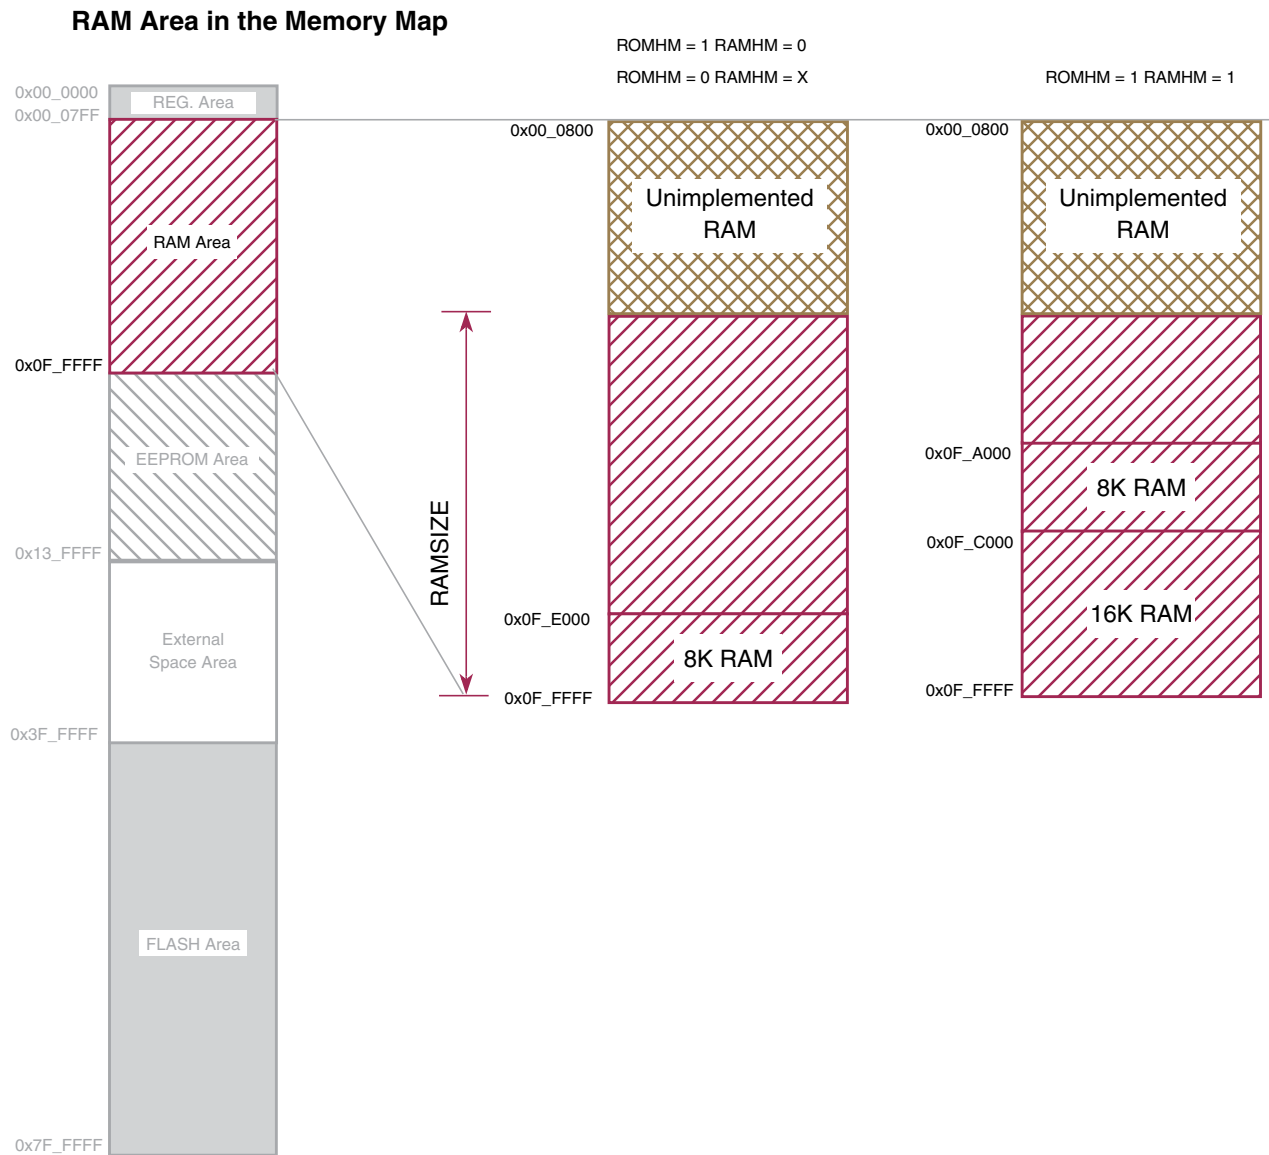 RAM Area in the Memory Map
ROMHM = 1 RAMHM = 0
ROMHM = 0 RAMHM = X
ROMHM = 1 RAMHM = 1
0x00_0000
REG. Area
0x00_07FF
RAM Area
0x0F_FFFF
EEPROM Area
0x13_FFFF
External
Space Area
0x3F_FFFF
FLASH Area
0x7F_FFFF
RAMSIZE
0x00_0800
Unimplemented
RAM
0x0F_E000
8K RAM
0x0F_FFFF
0x00_0800
Unimplemented
RAM
0x0F_A000
8K RAM
0x0F_C000
16K RAM
0x0F_FFFF